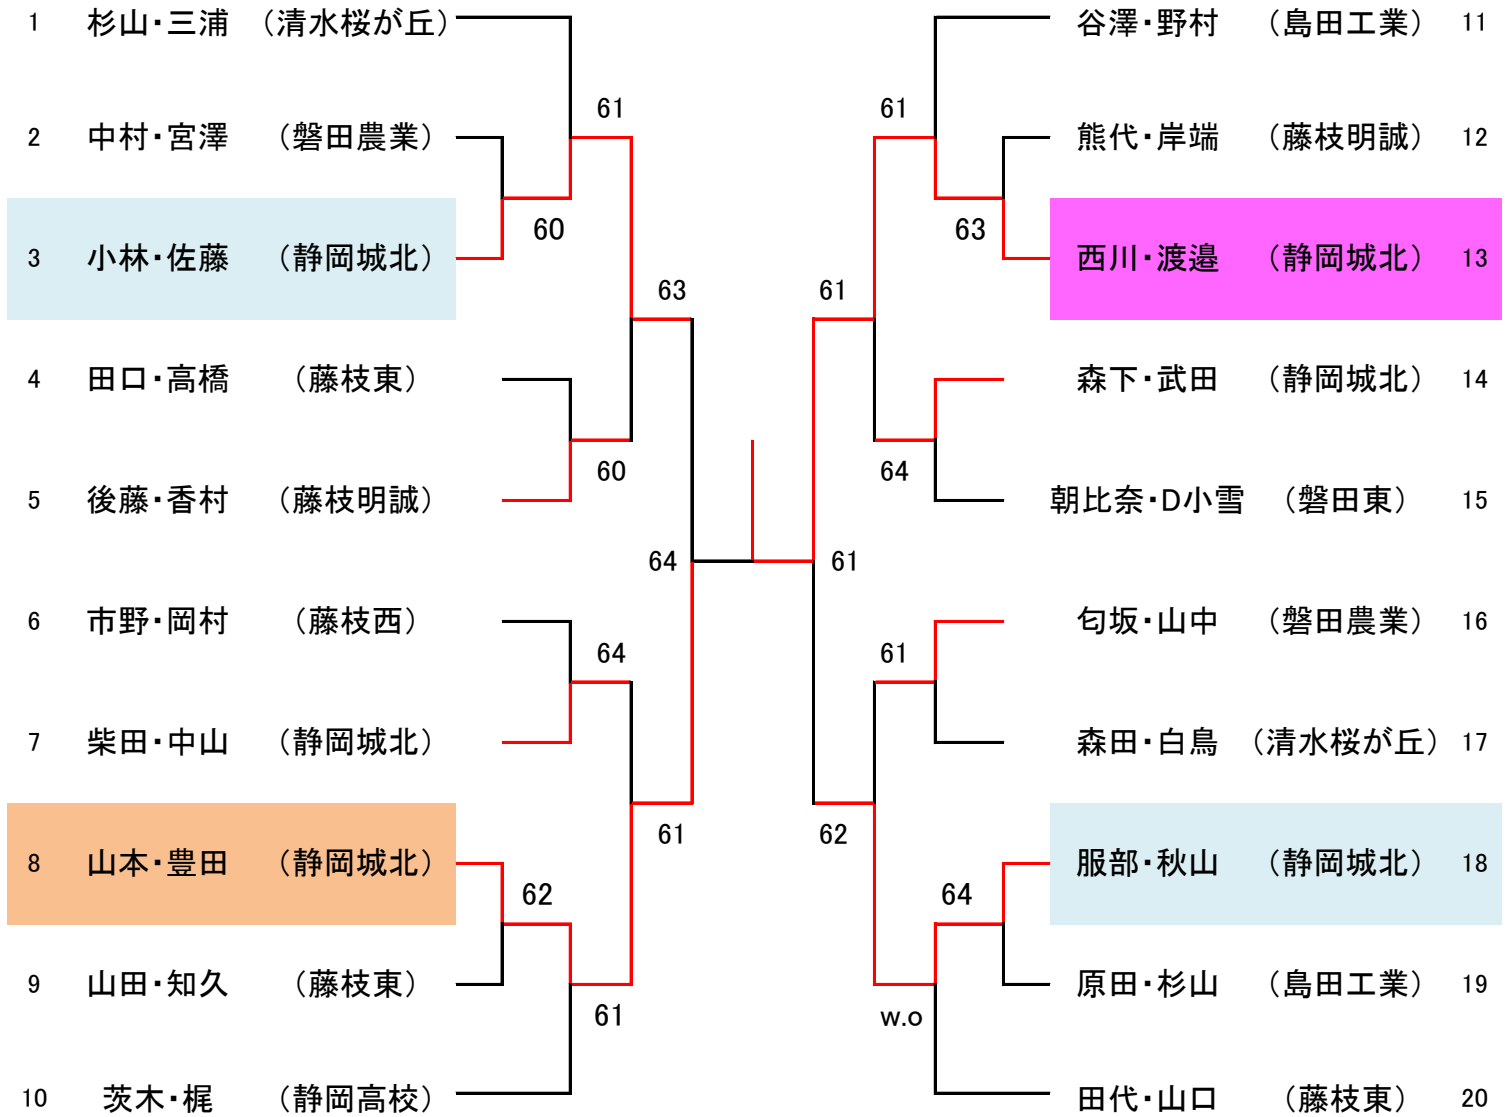 1 杉山・三浦 （清水桜が丘） 谷澤・野村 （島田工業） 11
61 61
2 中村・宮澤 （磐田農業） 熊代・岸端 （藤枝明誠） 12
60 63
3 小林・佐藤 （静岡城北） 西川・渡邉 （静岡城北） 13
63 61
4 田口・高橋 （藤枝東） 森下・武田 （静岡城北） 14
60 64
5 後藤・香村 （藤枝明誠） 朝比奈・D小雪 （磐田東） 15
64 61
6 市野・岡村 （藤枝西） 匂坂・山中 （磐田農業） 16
64 61
7 柴田・中山 （静岡城北） 森田・白鳥 （清水桜が丘） 17
61 62
8 山本・豊田 （静岡城北） 服部・秋山 （静岡城北） 18
62 64
9 山田・知久 （藤枝東） 原田・杉山 （島田工業） 19
61 w.o
10 茨木・梶 （静岡高校） 田代・山口 （藤枝東） 20